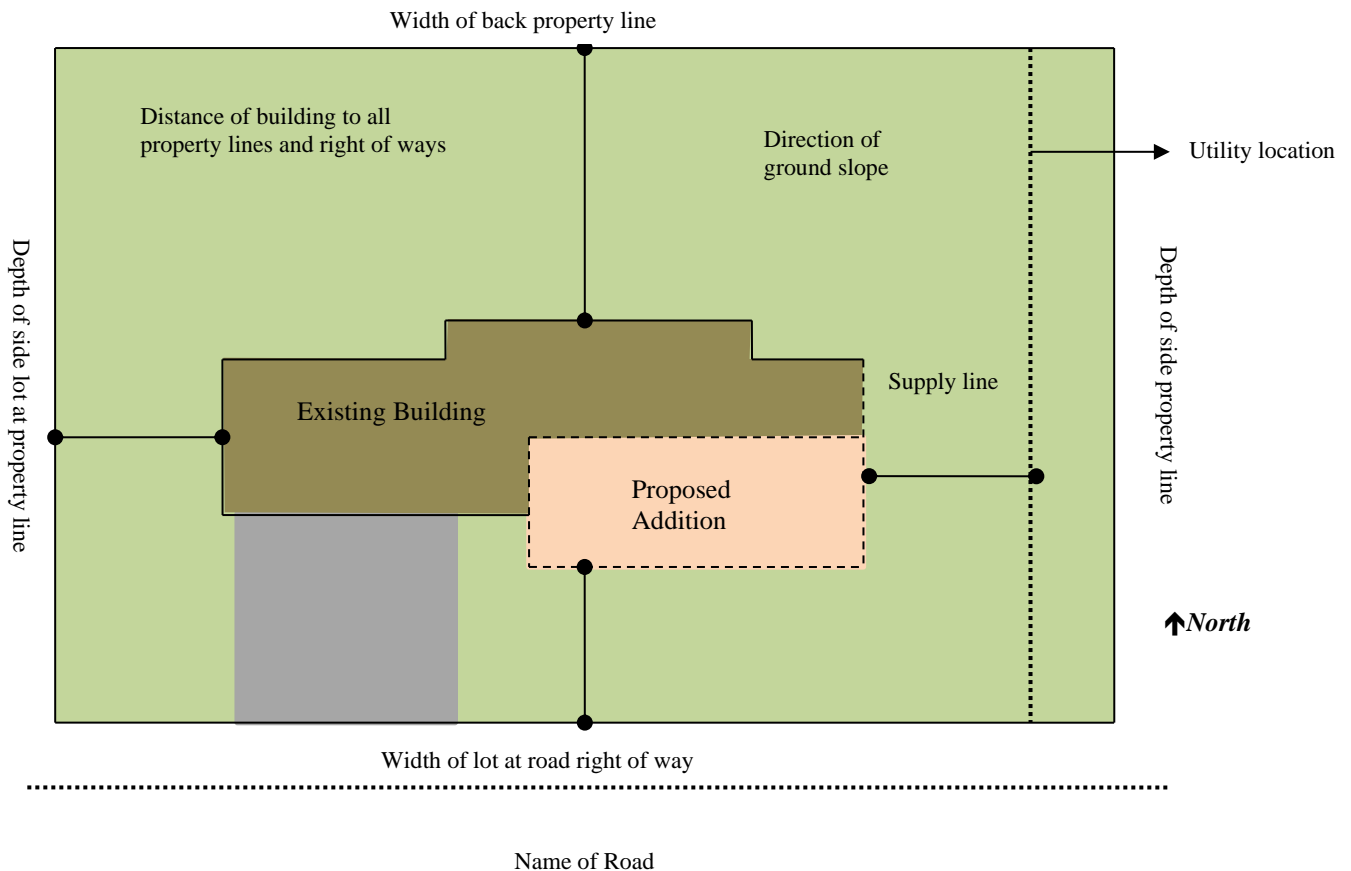 Width of back property line
Distance of building to all
property lines and right of ways
Direction of
ground slope
Utility location
Depth of side lot at property line
Depth of side property line
Supply line
Existing Building
Proposed
Addition
North
Width of lot at road right of way
Name of Road